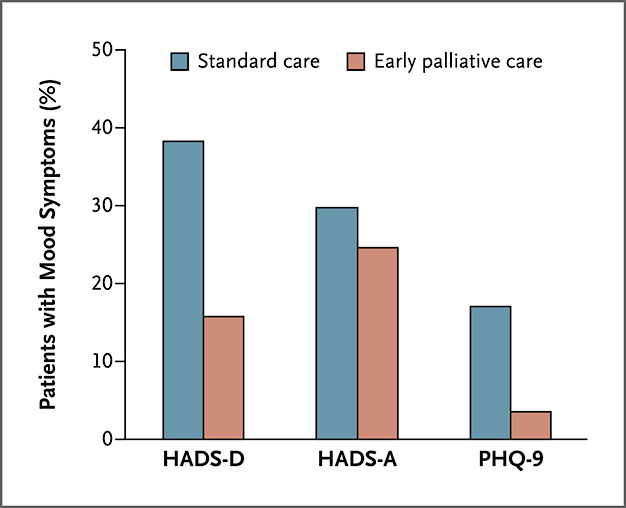 Patients with Mood Symptoms (%)
50
40
30
20
10
0
Standard care
Early palliative care
HADS-D
HADS-A
PHQ-9